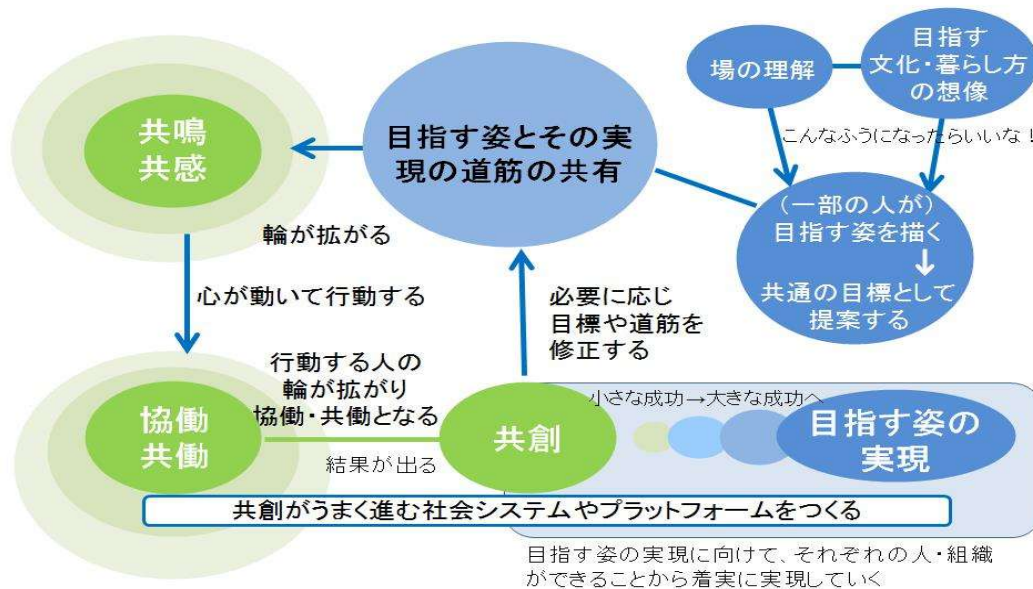 場の理解
目指す
文化・暮らし方
の想像
こんなふうになったらいいな！
（一部の人が）
目指す姿を描く
↓
共通の目標として
提案する
目指す姿とその実
現の道筋の共有
共鳴
共感
輪が拡がる
心が動いて行動する
協働
共働
行動する人の
輪が拡がり
協働・共働となる
結果が出る
共創
必要に応じ
目標や道筋を
修正する
小さな成功→大きな成功へ
目指す姿の
実現
共創がうまく進む社会システムやプラットフォームをつくる
目指す姿の実現に向けて、それぞれの人・組織
ができることから着実に実現していく